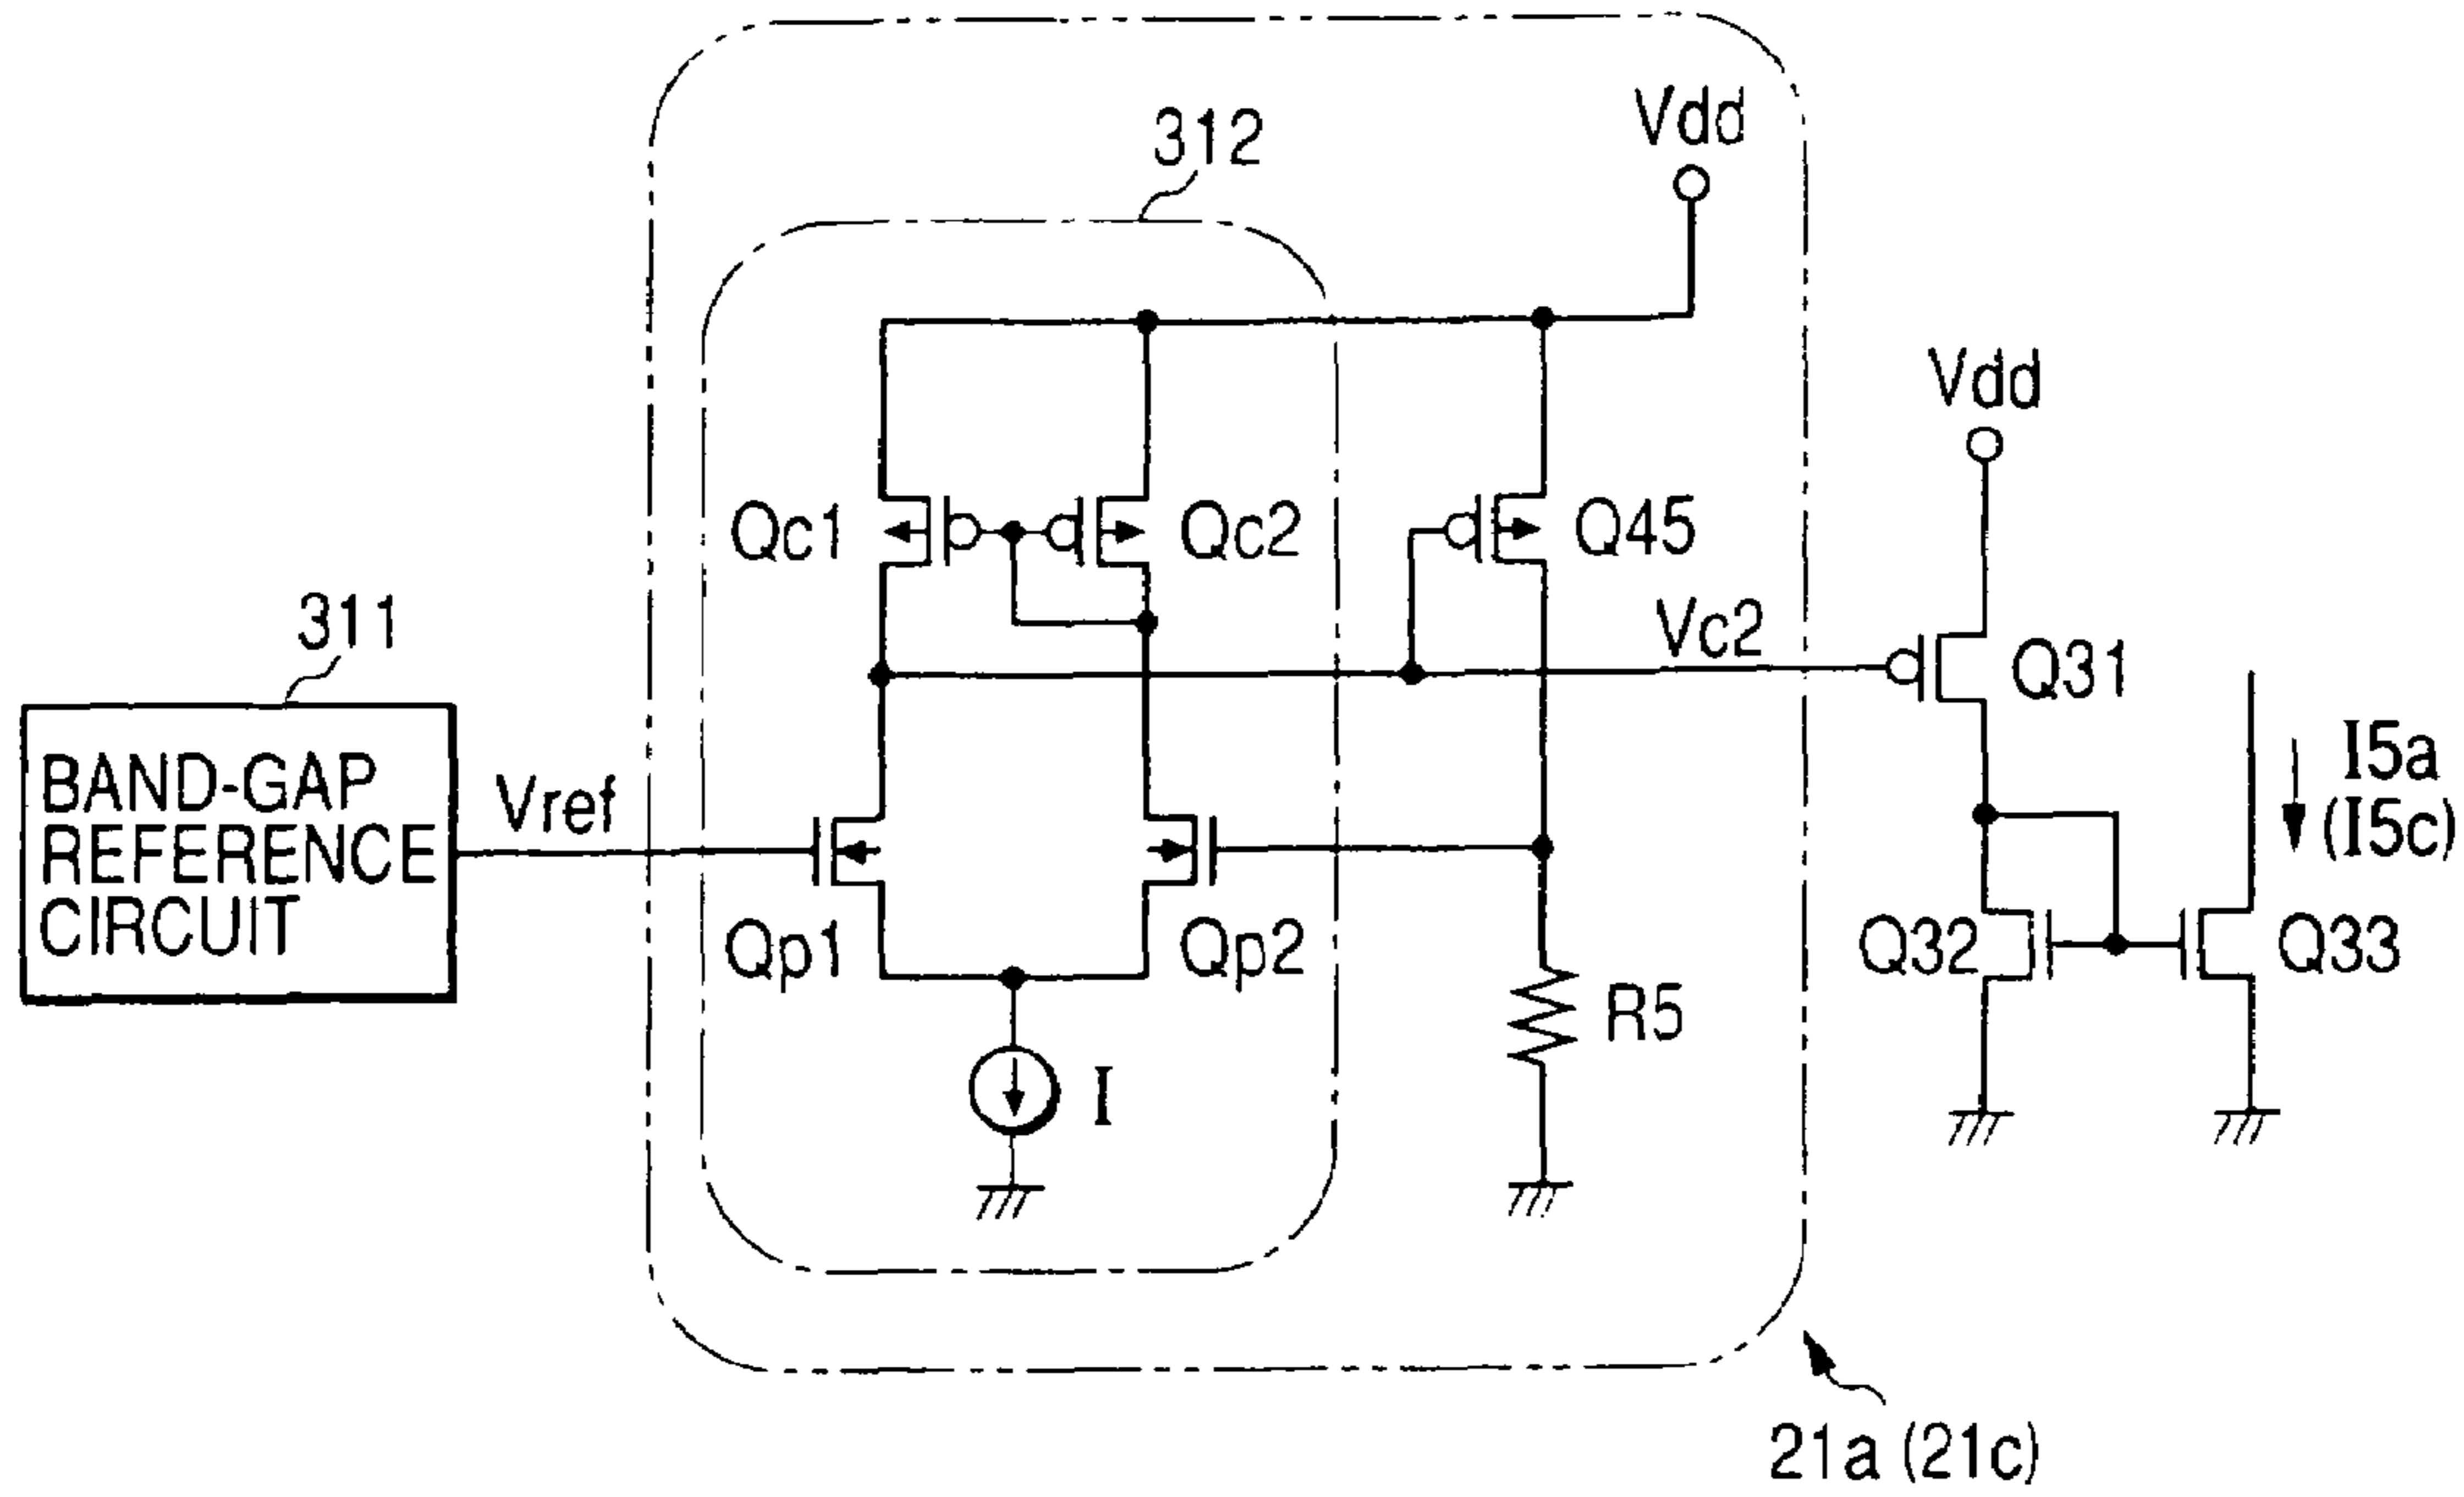 312
Vdd
Vdd
Qc1
Qc2
Q45
311
Vc2
Q31
BAND-GAP
REFERENCE
CIRCUIT
Vref
I5a
(I5c)
Qp1
Qp2
Q32
Q33
R5
I
21a (21c)